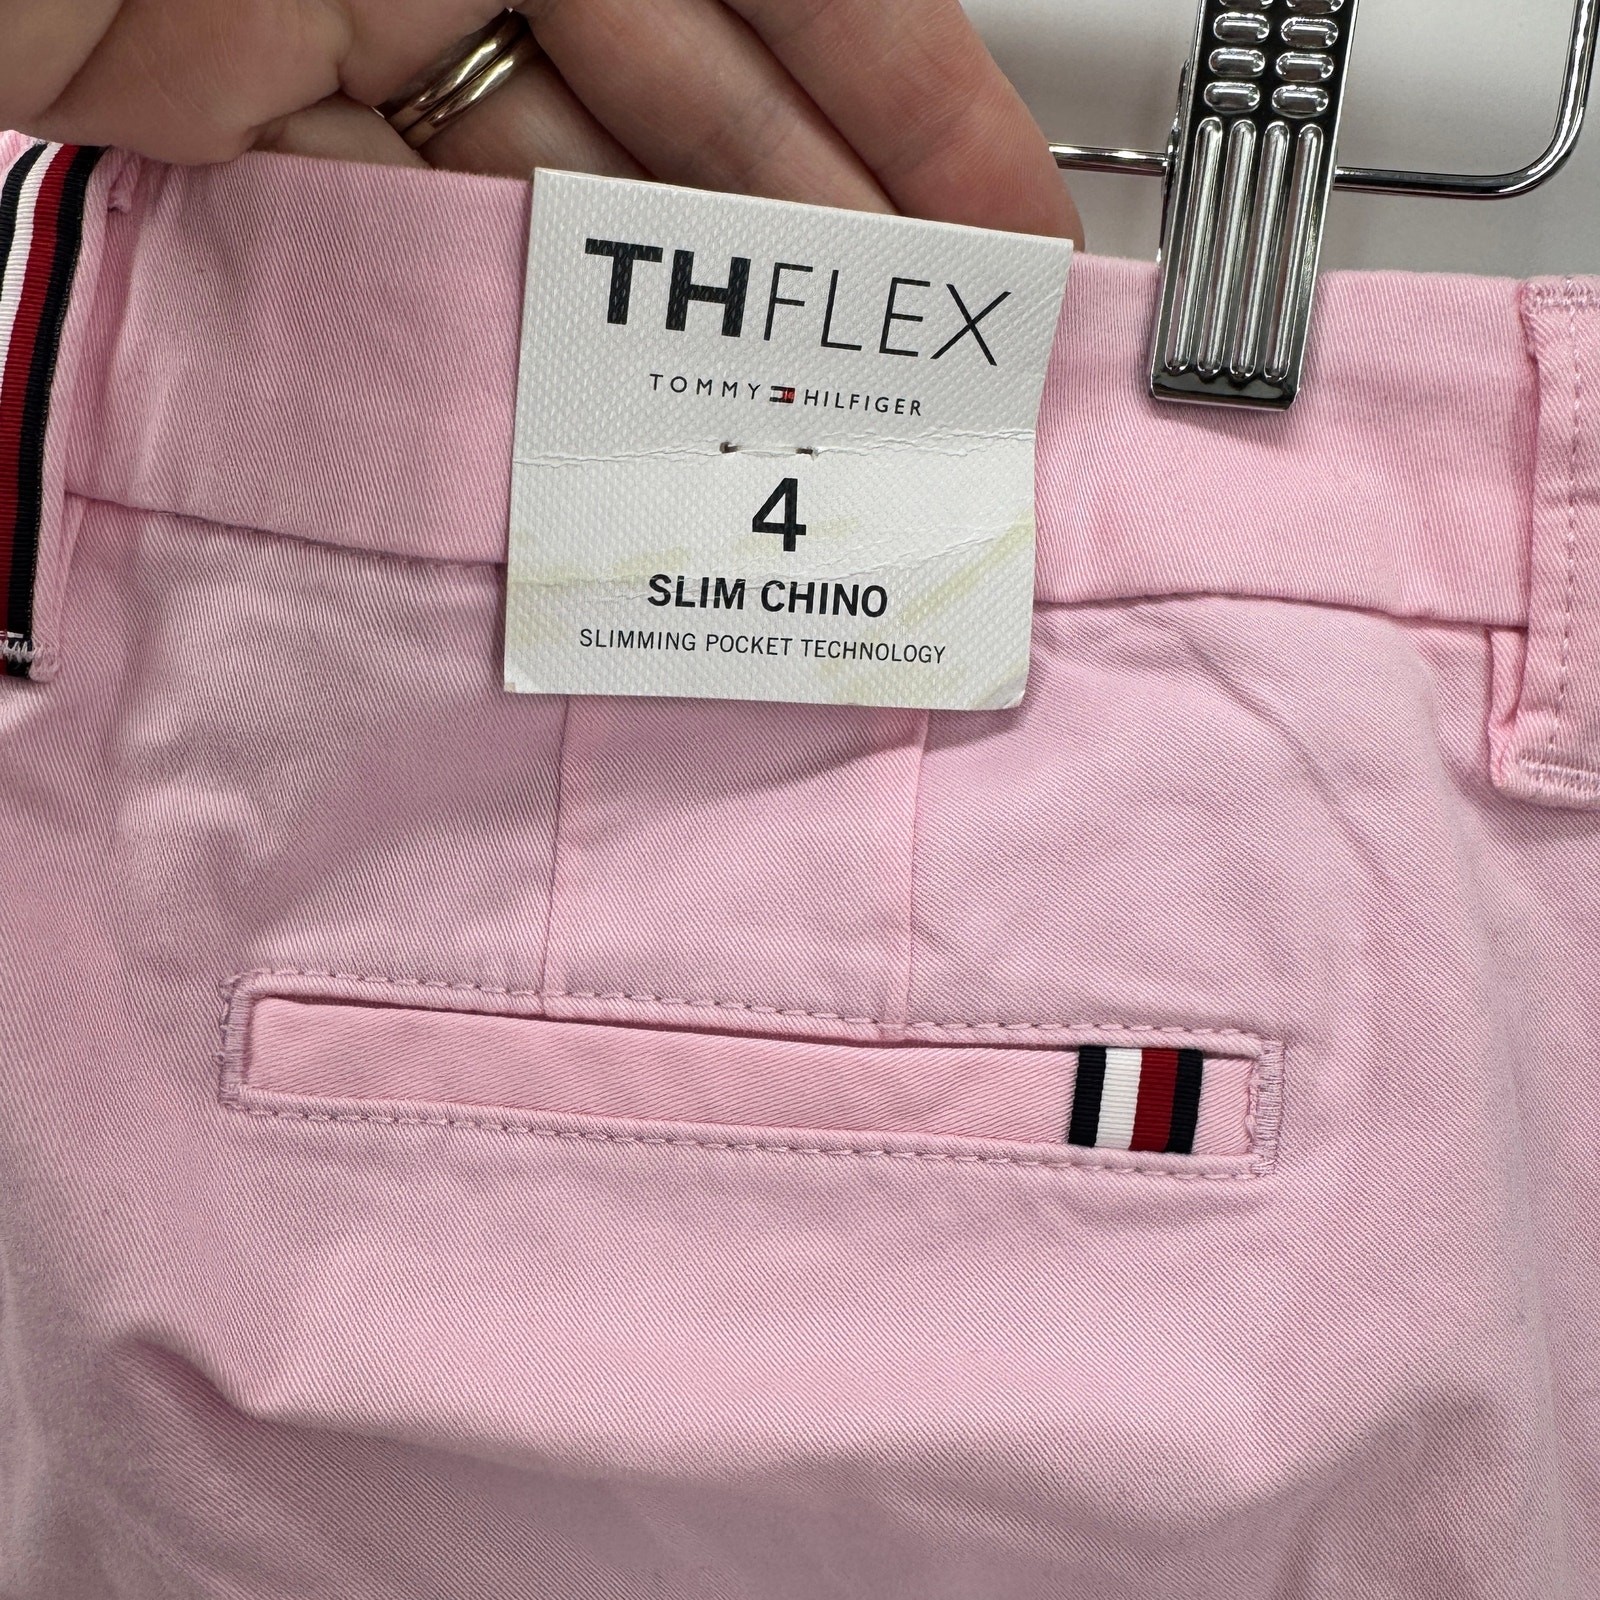 THFLEX
TOMMY HILFIGER
4
SLIM CHINO
SLIMMING POCKET TECHNOLOGY